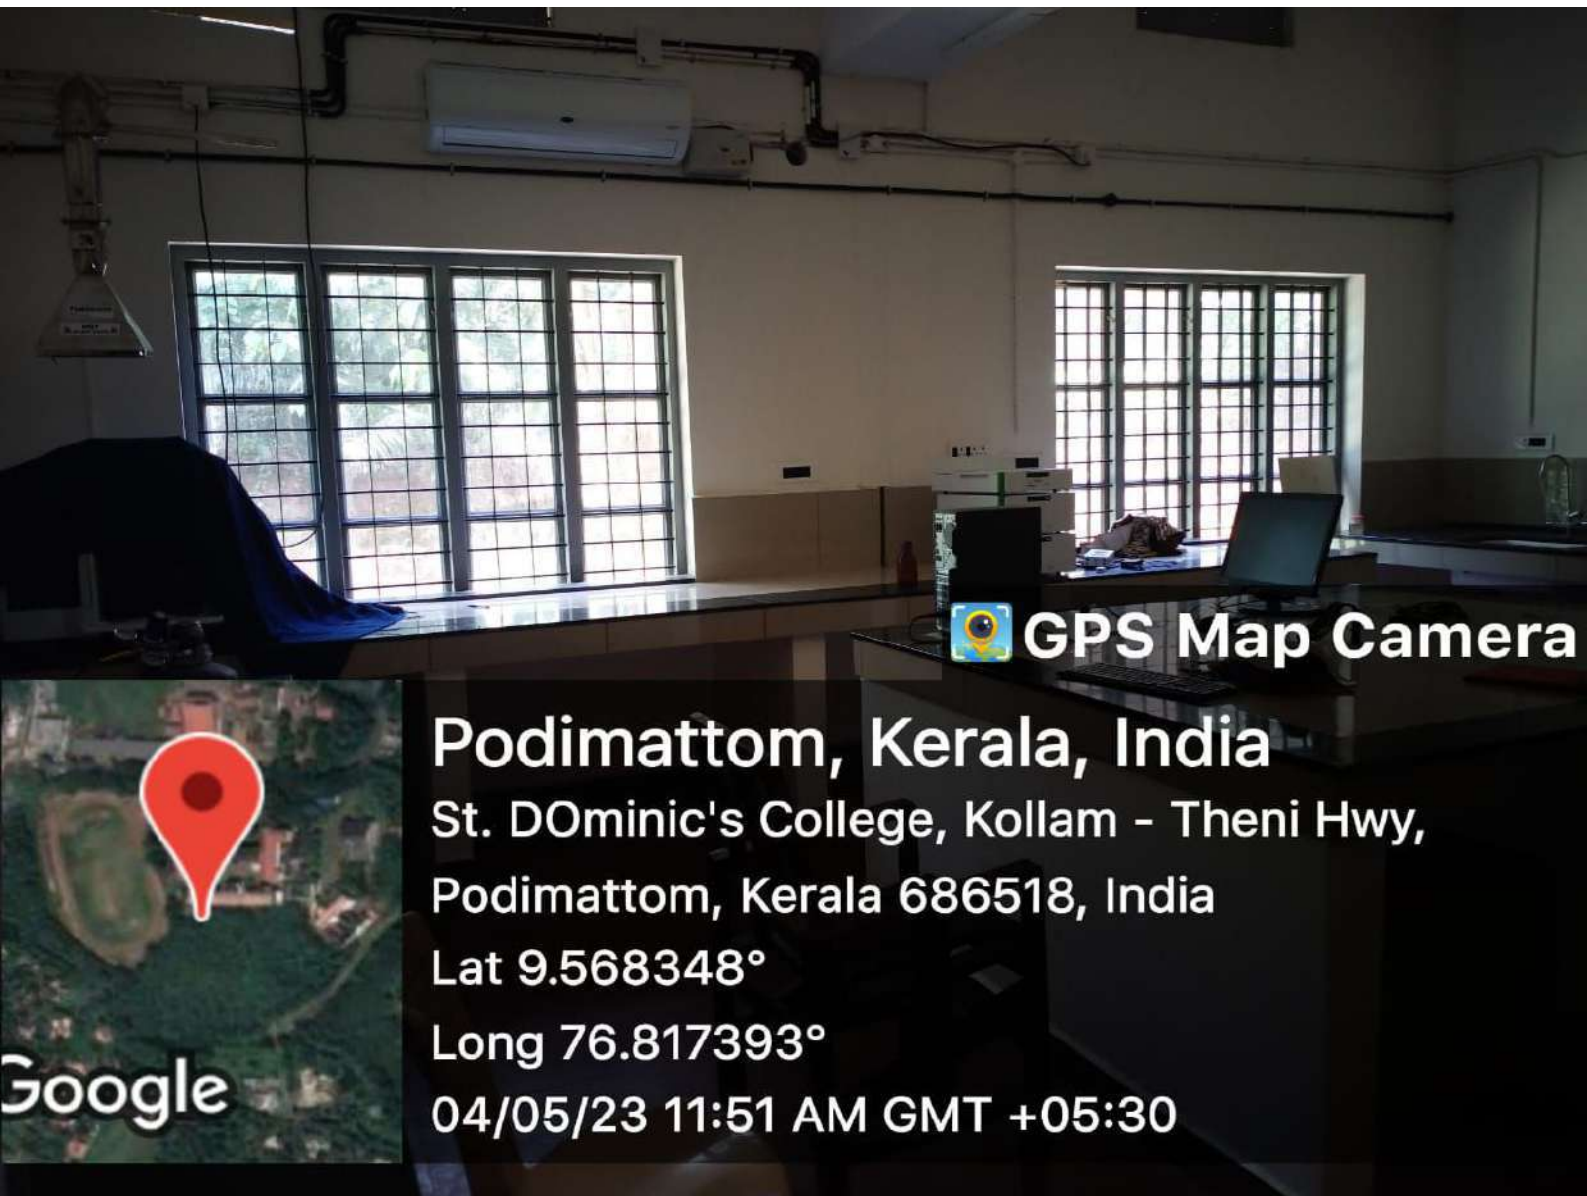 GPS Map Camera
Podimattom, Kerala, India
St. DOminic's College, Kollam - Theni Hwy,
Podimattom, Kerala 686518, India
Lat 9.568348°
Long 76.817393°
04/05/23 11:51 AM GMT +05:30
Google